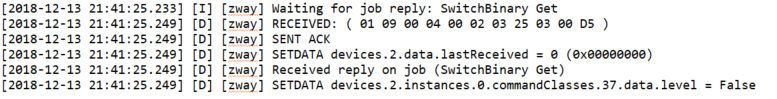 [2018-12-13 21:41:25.233] [I] [zway] Waiting for job reply: SwitchBinary Get
[2018-12-13 21:41:25.249] [D] [zway] RECEIVED: ( 01 09 00 04 00 02 03 25 03 00 D5 )
[2018-12-13 21:41:25.249] [D] [zway] SENT ACK
[2018-12-13 21:41:25.249] [D] [zway] SETDATA devices.2.data.lastReceived = 0 (0x00000000)
[2018-12-13 21:41:25.249] [D] [zway] Received reply on job (SwitchBinary Get)
[2018-12-13 21:41:25.249] [D] [zway] SETDATA devices.2.instances.0.commandClasses.37.data.level = False